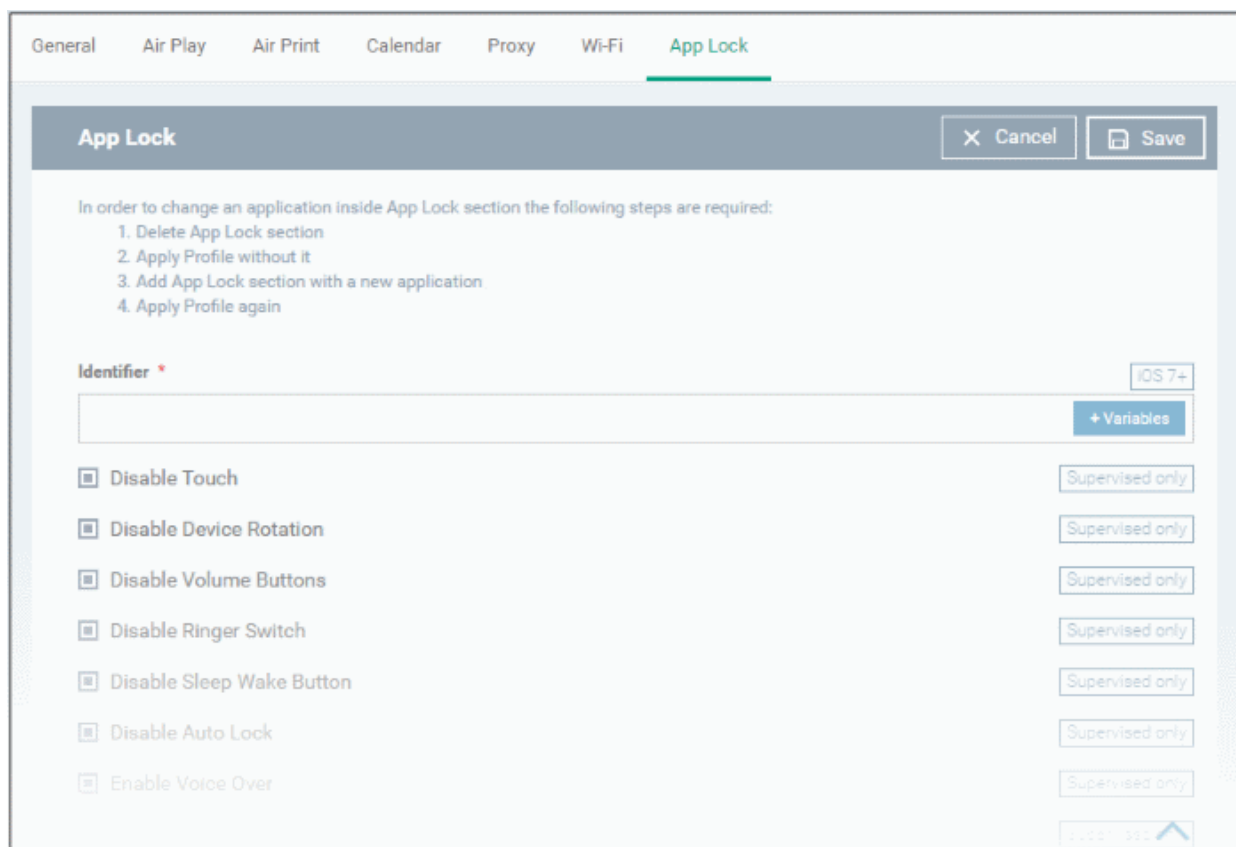 General Air Play Air Print Calendar Proxy Wi-Fi App Lock
App Lock Cancel Save
In order to change an application inside App Lock section the following steps are required:
1. Delete App Lock section
2. Apply Profile without it
3. Add App Lock section with a new application
4. Apply Profile again
Identifier * iOS 7+
+ Variables
Disable Touch Supervised only
Disable Device Rotation Supervised only
Disable Volume Buttons Supervised only
Disable Ringer Switch Supervised only
Disable Sleep Wake Button Supervised only
Disable Auto Lock Supervised only
Enable Voice Over Supervised only